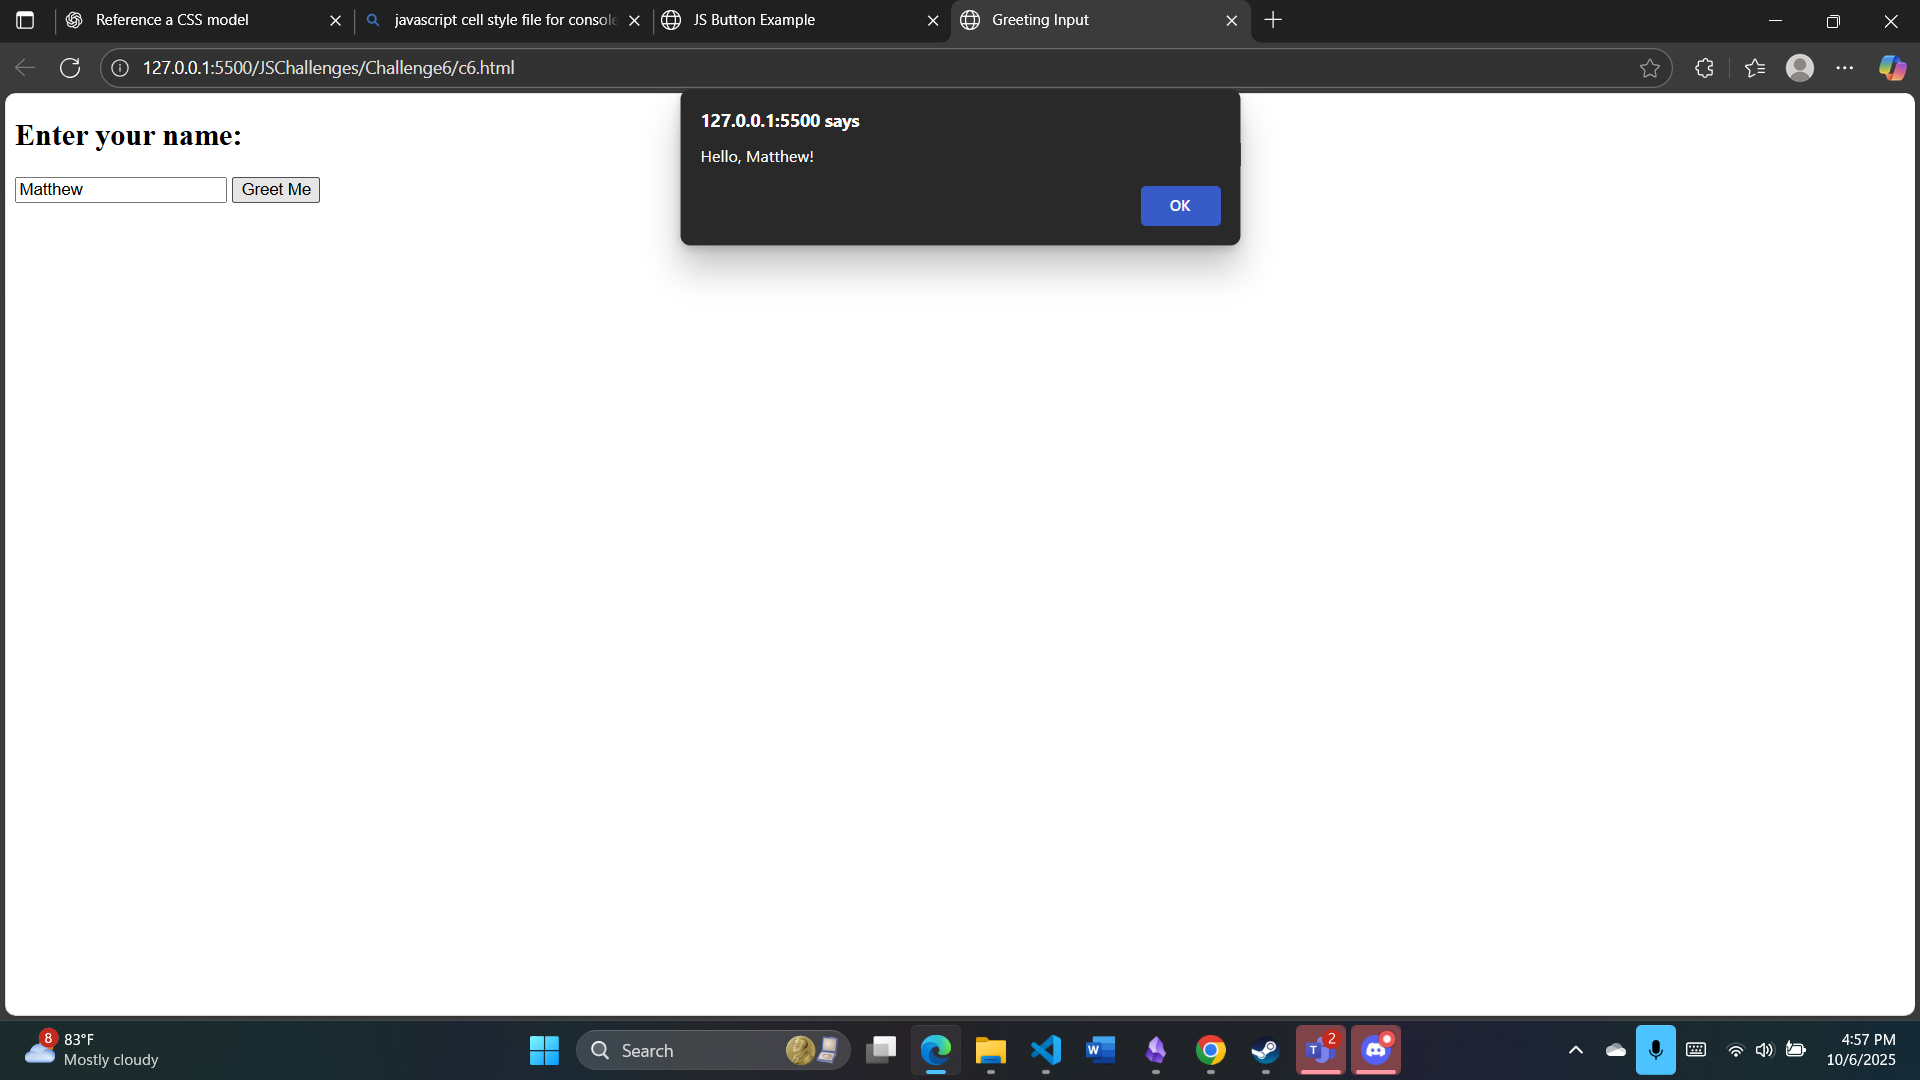 Reference a CSS model
javascript cell style file for console
JS Button Example
Greeting Input
127.0.0.1:5500/JSChallenges/Challenge6/c6.html
127.0.0.1:5500 says
Hello, Matthew!
OK
Enter your name:
Matthew
Greet Me
8
83°F
Mostly cloudy
Search
W
T
2
4:57 PM
10/6/2025